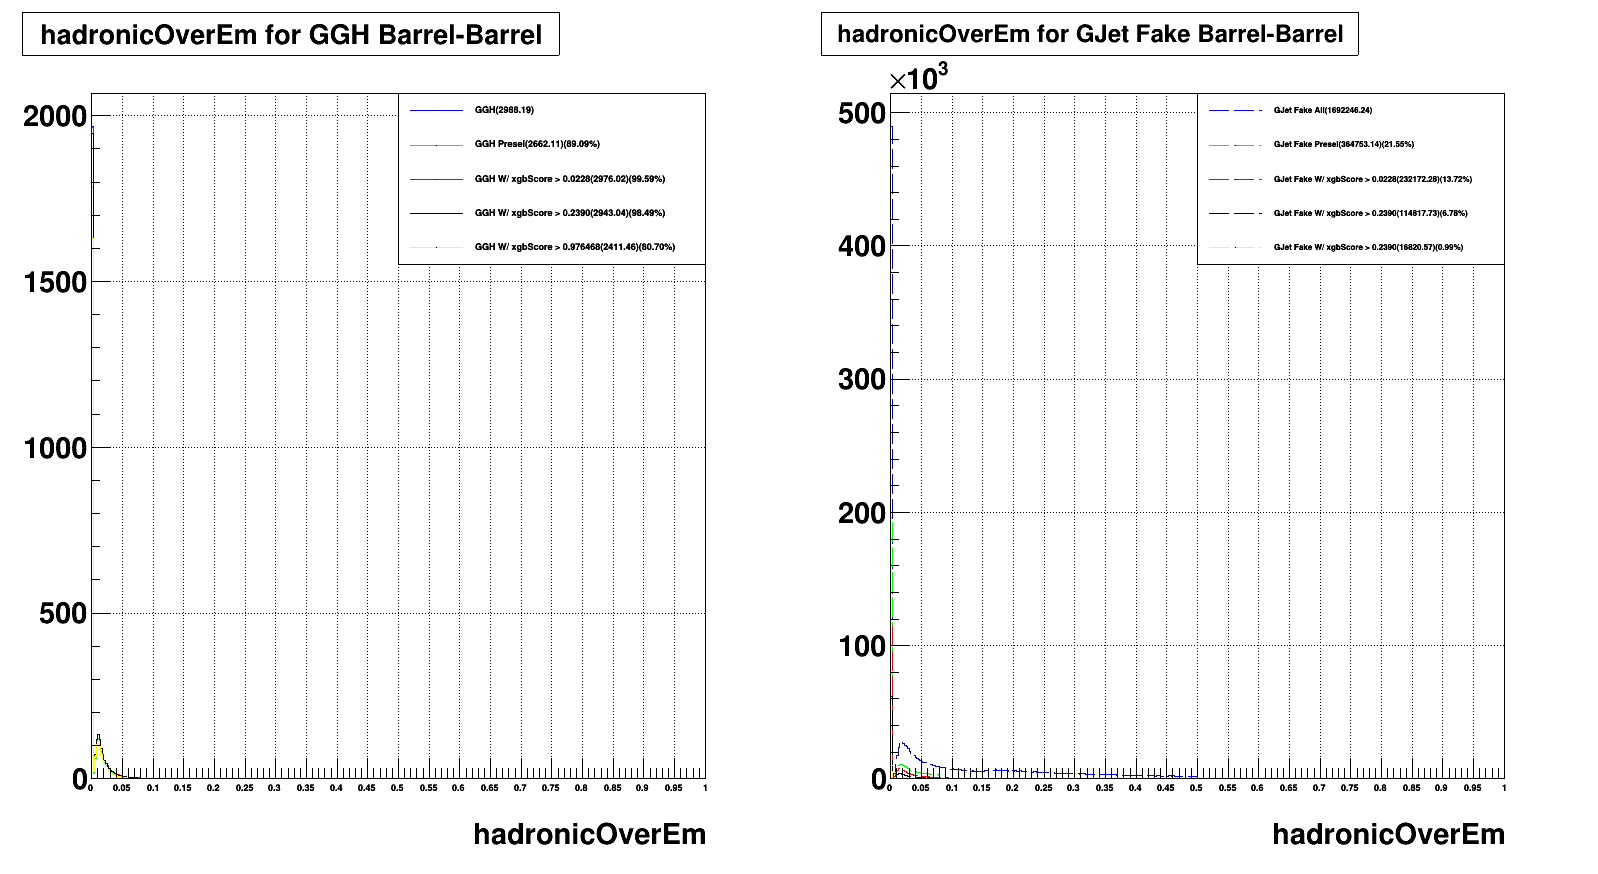 hadronicOverEm for GGH Barrel-Barrel
2000
1500
1000
500
0
GGH(2988.19)
GGH Presel(2662.11)(89.09%)
GGH W/ xgbScore > 0.0228(2976.02)(99.59%)
GGH W/ xgbScore > 0.2390(2943.04)(98.49%)
GGH W/ xgbScore > 0.976468(2411.46)(80.70%)
0 0.05 0.1 0.15 0.2 0.25 0.3 0.35 0.4 0.45 0.5 0.55 0.6 0.65 0.7 0.75 0.8 0.85 0.9 0.95 1
hadronicOverEm
hadronicOverEm for GJet Fake Barrel-Barrel
×10³
500
400
300
200
100
0
GJet Fake All(1692246.24)
GJet Fake Presel(364753.14)(21.55%)
GJet Fake W/ xgbScore > 0.0228(232172.28)(13.72%)
GJet Fake W/ xgbScore > 0.2390(114817.73)(6.78%)
GJet Fake W/ xgbScore > 0.2390(16820.57)(0.99%)
0 0.05 0.1 0.15 0.2 0.25 0.3 0.35 0.4 0.45 0.5 0.55 0.6 0.65 0.7 0.75 0.8 0.85 0.9 0.95 1
hadronicOverEm